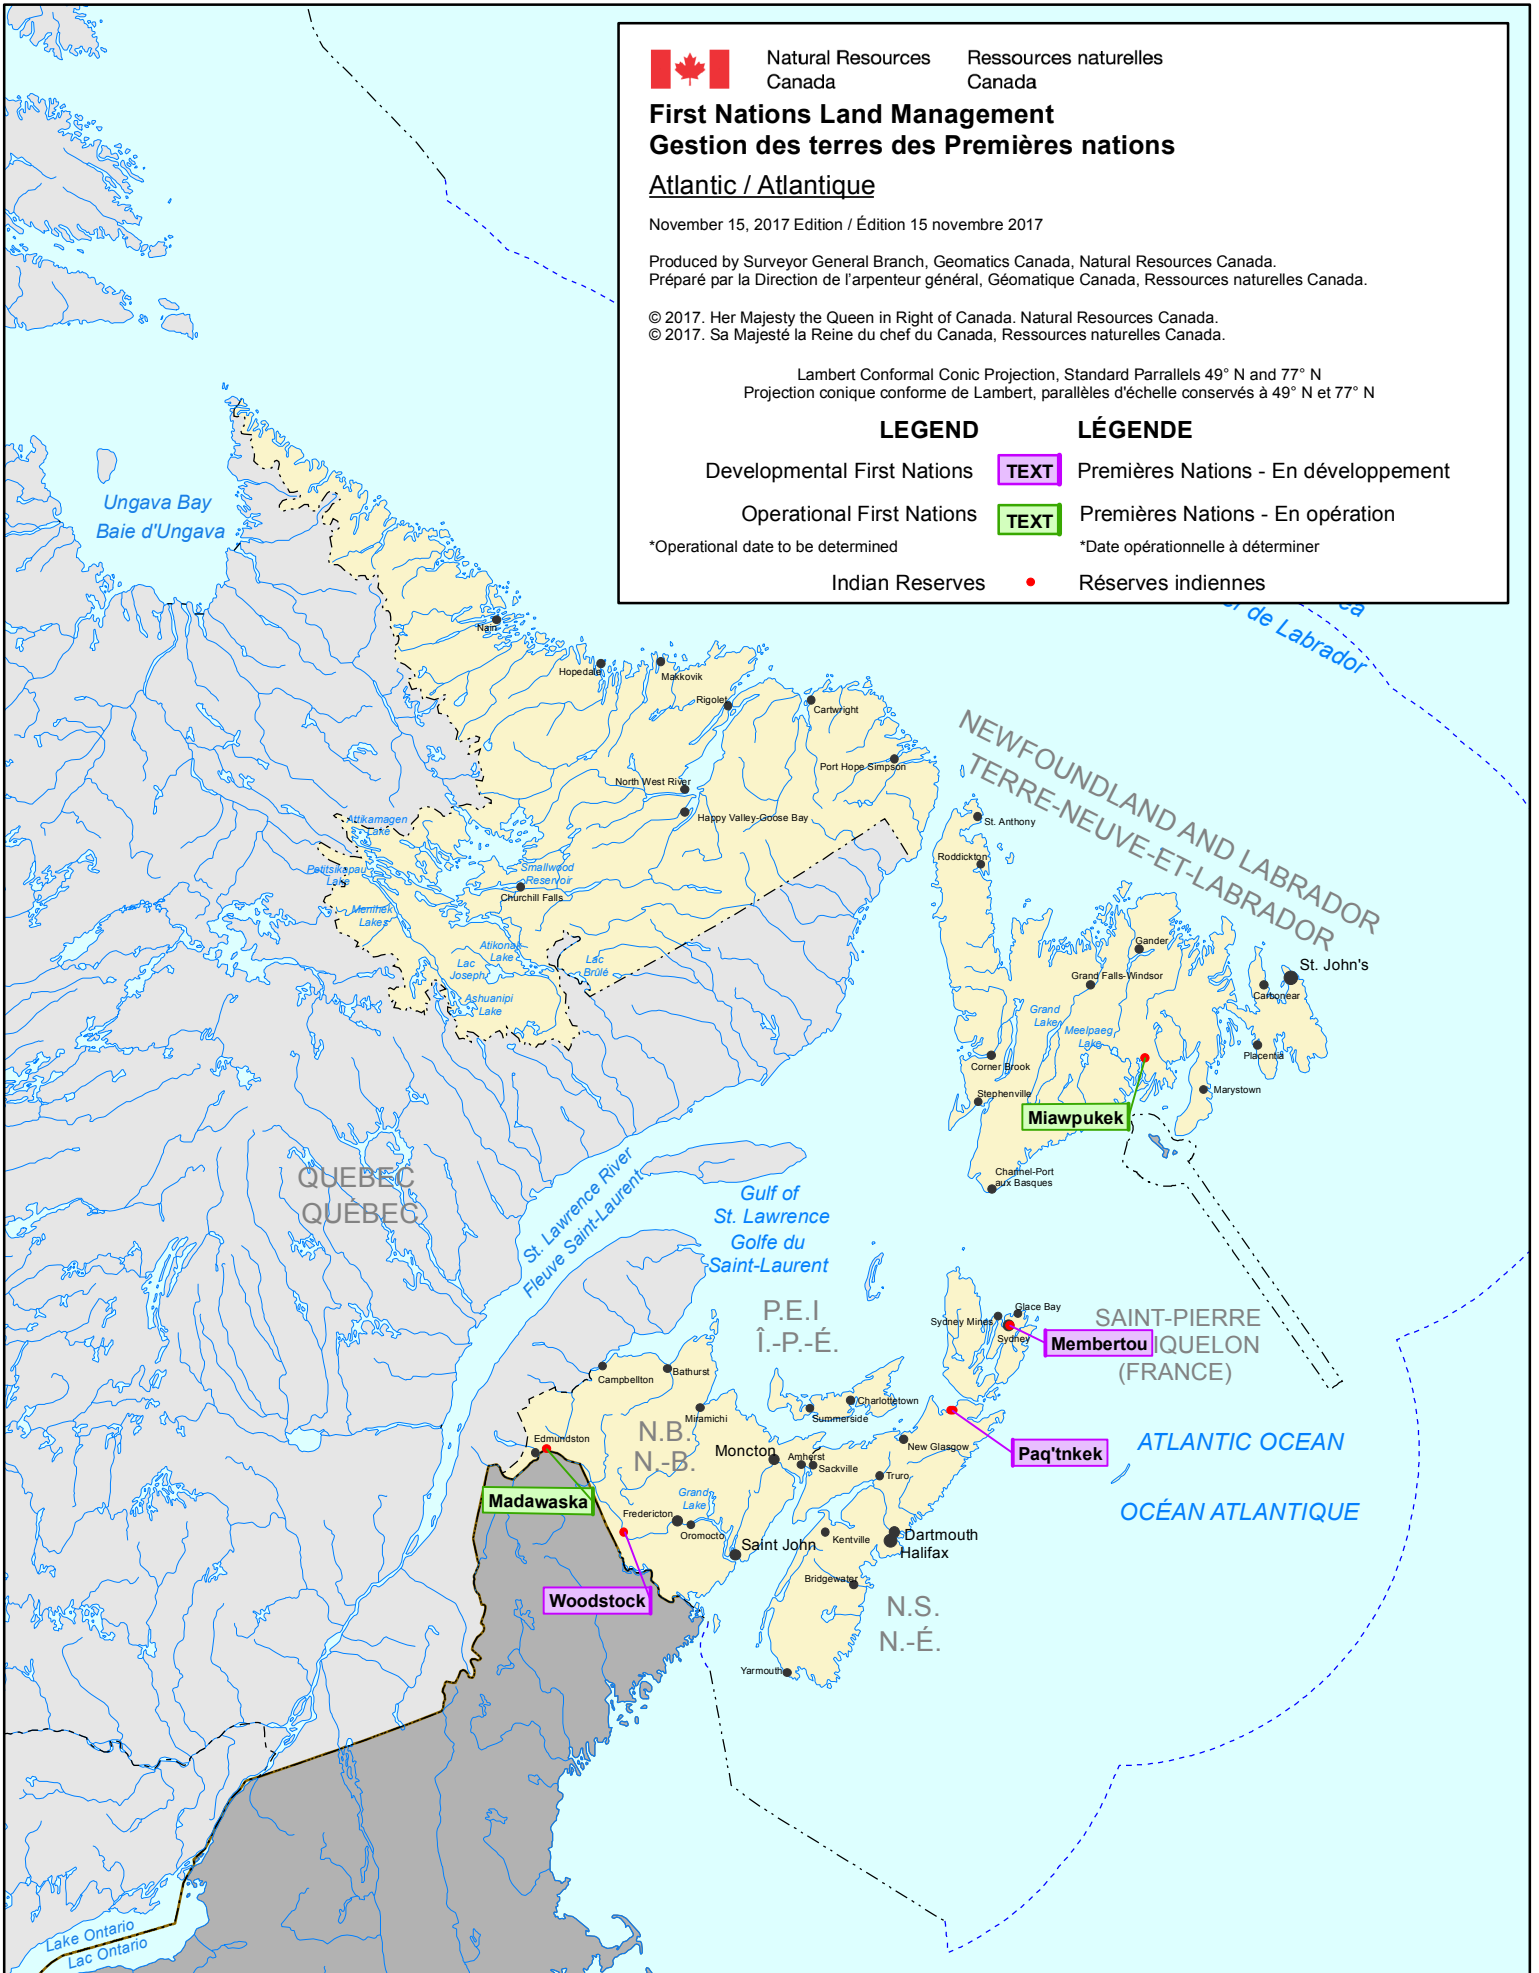 Natural Resources
Canada
Ressources naturelles
Canada
First Nations Land Management
Gestion des terres des Premières nations
Atlantic / Atlantique
November 15, 2017 Edition / Édition 15 novembre 2017
Produced by Surveyor General Branch, Geomatics Canada, Natural Resources Canada.
Préparé par la Direction de l'arpenteur général, Géomatique Canada, Ressources naturelles Canada.
© 2017. Her Majesty the Queen in Right of Canada. Natural Resources Canada.
© 2017. Sa Majesté la Reine du chef du Canada, Ressources naturelles Canada.
Lambert Conformal Conic Projection, Standard Parrallels 49° N and 77° N
Projection conique conforme de Lambert, parallèles d'échelle conservés à 49° N et 77° N
LEGEND LÉGENDE
Developmental First Nations TEXT Premières Nations - En développement
Operational First Nations TEXT Premières Nations - En opération
*Operational date to be determined *Date opérationnelle à déterminer
Indian Reserves Réserves indiennes
de Labrador
Ungava Bay
Baie d'Ungava
Nain
Hopedale
Makkovik
Rigolet
Cartwright
Port Hope Simpson
North West River
Happy Valley-Goose Bay
NEWFOUNDLAND AND LABRADOR
TERRE-NEUVE-ET-LABRADOR
St. Anthony
Roddickton
Attikamagen
Lake
Petitsikapau
Lake
Smallwood
Reservoir
Churchill Falls
Menihek
Lakes
Atikonak
Lake
Lac
Joseph
Lac
Brûlé
Ashuanipi
Lake
Gander
Grand Falls-Windsor
St. John's
Carbonear
Grand
Lake
Meelpaeg
Lake
Placentia
Corner Brook
Stephenville
Marystown
Miawpukek
Channel-Port
aux Basques
QUEBEC
QUÉBEC
St. Lawrence River
Fleuve Saint-Laurent
Gulf of
St. Lawrence
Golfe du
Saint-Laurent
P.E.I
Î.-P.-É.
Glace Bay
Sydney Mines
Sydney
Membertou
SAINT-PIERRE
IQUELON
(FRANCE)
Campbellton
Bathurst
Miramichi
Charlottetown
Summerside
N.B.
N.-B.
Edmundston
Moncton
Amherst
Sackville
New Glasgow
Truro
Paq'tnkek
ATLANTIC OCEAN
OCÉAN ATLANTIQUE
Madawaska
Grand
Lake
Fredericton
Oromocto
Saint John
Kentville
Dartmouth
Halifax
Bridgewater
Woodstock
N.S.
N.-É.
Yarmouth
Lake Ontario
Lac Ontario